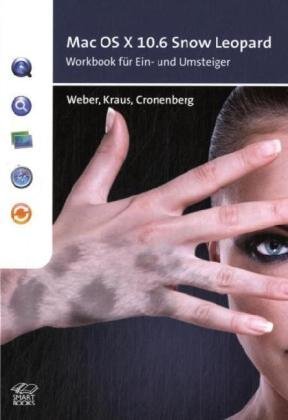 Mac OS X 10.6 Snow Leopard
Workbook für Ein- und Umsteiger
Weber, Kraus, Cronenberg
SMART
BOOKS